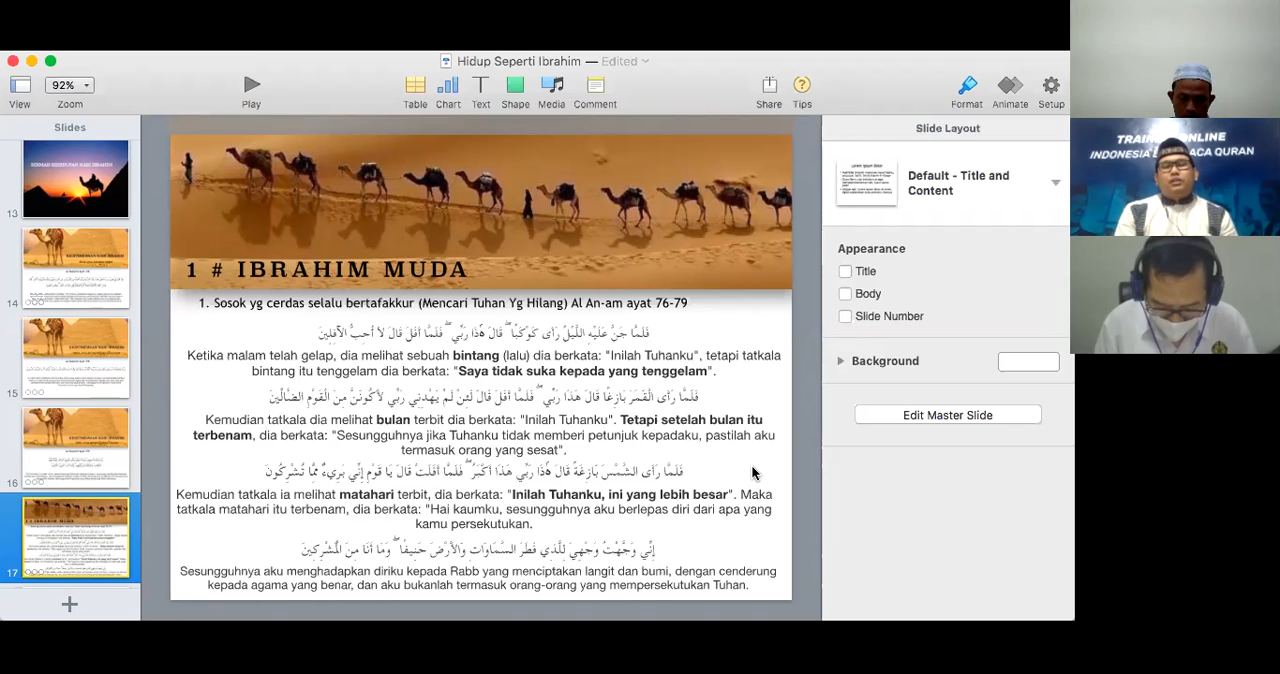 Hidup Seperti Ibrahim — Edited
92%
View
Zoom
Play
Table
Chart
Text
Shape
Media
Comment
Share
Tips
Format
Animate
Setup
Slides
13
14
15
16
17
1 # IBRAHIM MUDA
1. Sosok yg cerdas selalu bertafakkur (Mencari Tuhan Yg Hilang) Al An-am ayat 76-79
فَلَمَّا جَنَّ عَلَيْهِ اللَّيْلُ رَأَىٰ كَوْكَبًا ۖ قَالَ هَٰذَا رَبِّي ۖ فَلَمَّا أَفَلَ قَالَ لَا أُحِبُّ الْآفِلِينَ
Ketika malam telah gelap, dia melihat sebuah bintang (lalu) dia berkata: "Inilah Tuhanku", tetapi tatkala
bintang itu tenggelam dia berkata: "Saya tidak suka kepada yang tenggelam".
فَلَمَّا رَأَى الْقَمَرَ بَازِغًا قَالَ هَٰذَا رَبِّي ۖ فَلَمَّا أَفَلَ قَالَ لَئِنْ لَمْ يَهْدِنِي رَبِّي لَأَكُونَنَّ مِنَ الْقَوْمِ الضَّالِّينَ
Kemudian tatkala dia melihat bulan terbit dia berkata: "Inilah Tuhanku". Tetapi setelah bulan itu
terbenam, dia berkata: "Sesungguhnya jika Tuhanku tidak memberi petunjuk kepadaku, pastilah aku
termasuk orang yang sesat".
فَلَمَّا رَأَى الشَّمْسَ بَازِغَةً قَالَ هَٰذَا رَبِّي هَٰذَا أَكْبَرُ ۖ فَلَمَّا أَفَلَتْ قَالَ يَا قَوْمِ إِنِّي بَرِيءٌ مِمَّا تُشْرِكُونَ
Kemudian tatkala ia melihat matahari terbit, dia berkata: "Inilah Tuhanku, ini yang lebih besar". Maka
tatkala matahari itu terbenam, dia berkata: "Hai kaumku, sesungguhnya aku berlepas diri dari apa yang
kamu persekutukan.
إِنِّي وَجَّهْتُ وَجْهِيَ لِلَّذِي فَطَرَ السَّمَاوَاتِ وَالْأَرْضَ حَنِيفًا ۖ وَمَا أَنَا مِنَ الْمُشْرِكِينَ
Sesungguhnya aku menghadapkan diriku kepada Rabb yang menciptakan langit dan bumi, dengan cenderung
kepada agama yang benar, dan aku bukanlah termasuk orang-orang yang mempersekutukan Tuhan.
Slide Layout
Default - Title and
Content
Appearance
Title
Body
Slide Number
Background
Edit Master Slide
ONLINE
INDONESIA BACA QURAN